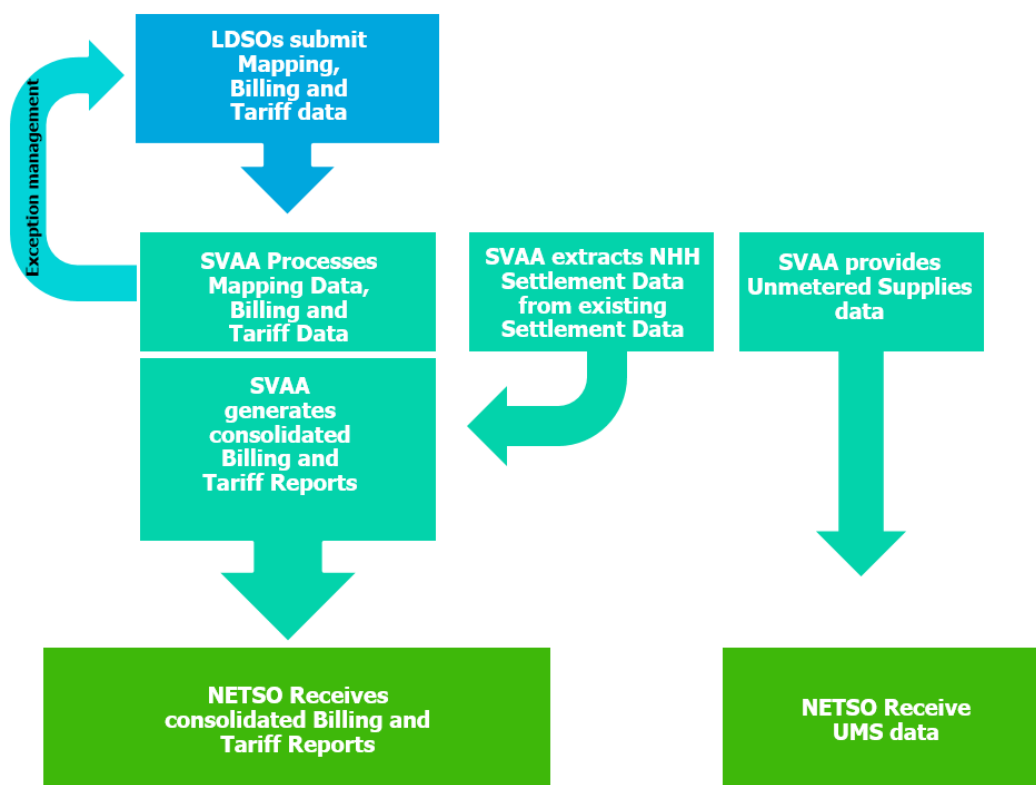 LDSOs submit
Mapping,
Billing and
Tariff data
Exception management
SVAA Processes
Mapping Data,
Billing and
Tariff Data
SVAA extracts NHH
Settlement Data
from existing
Settlement Data
SVAA provides
Unmetered Supplies
data
SVAA
generates
consolidated
Billing and
Tariff Reports
NETSO Receives
consolidated Billing and
Tariff Reports
NETSO Receive
UMS data